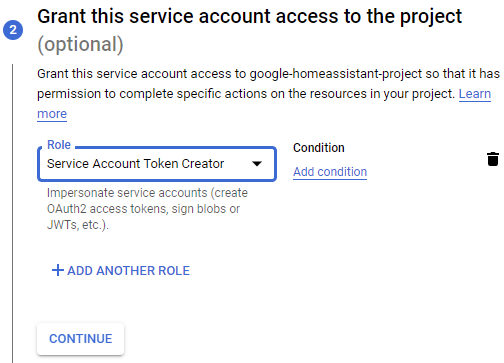 2
Grant this service account access to the project
(optional)
Grant this service account access to google-homeassistant-project so that it has
permission to complete specific actions on the resources in your project. Learn
more
Role
Service Account Token Creator
Condition
Add condition
Impersonate service accounts (create
OAuth2 access tokens, sign blobs or
JWTs, etc.).
+ ADD ANOTHER ROLE
CONTINUE